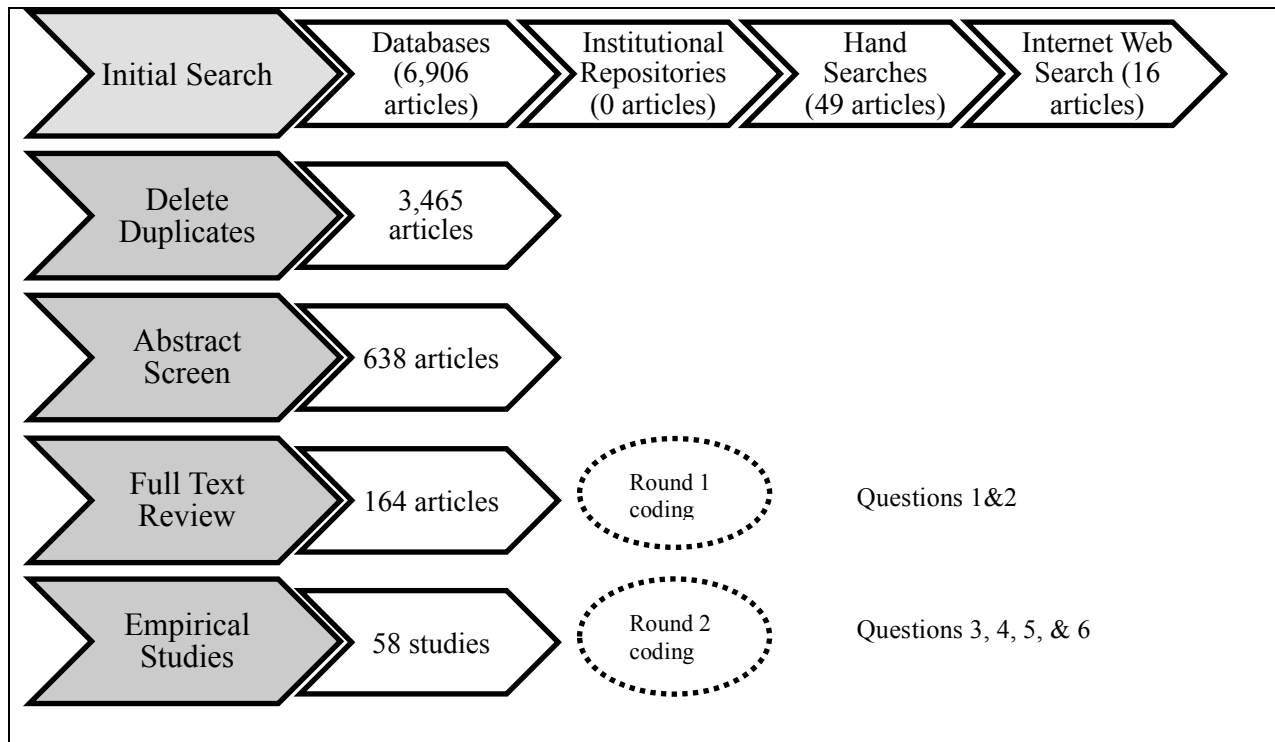 Initial Search
Databases
(6,906
articles)
Institutional
Repositories
(0 articles)
Hand
Searches
(49 articles)
Internet Web
Search (16
articles)
Delete
Duplicates
3,465
articles
Abstract
Screen
638 articles
Full Text
Review
164 articles
Round 1
coding
Questions 1&2
Empirical
Studies
58 studies
Round 2
coding
Questions 3, 4, 5, & 6